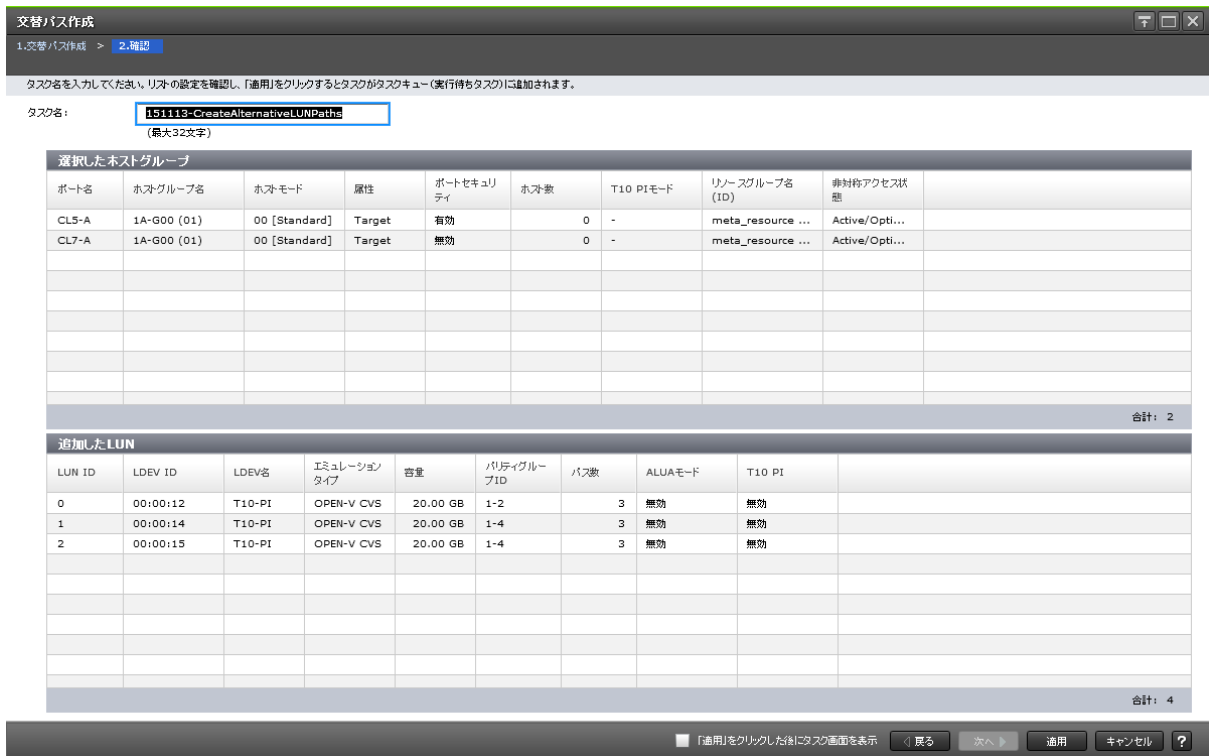 交替パス作成
1.交替パス作成 > 2.確認
タスク名を入力してください。リストの設定を確認し、「適用」をクリックするとタスクがタスクキュー(実行待ちタスク)に追加されます。
タスク名: 151113-CreateAlternativeLUNPaths
(最大32文字)
選択したホストグループ
ポート名 ホストグループ名 ホストモード 属性 ポートセキュリティ ホスト数 T10 PIモード リソースグループ名(ID) 非対称アクセス状態
CL5-A 1A-G00 (01) 00 [Standard] Target 有効 0 - meta_resource ... Active/Opti...
CL7-A 1A-G00 (01) 00 [Standard] Target 無効 0 - meta_resource ... Active/Opti...
合計: 2
追加したLUN
LUN ID LDEV ID LDEV名 エミュレーションタイプ 容量 パリティグループID パス数 ALUAモード T10 PI
0 00:00:12 T10-PI OPEN-V CVS 20.00 GB 1-2 3 無効 無効
1 00:00:14 T10-PI OPEN-V CVS 20.00 GB 1-4 3 無効 無効
2 00:00:15 T10-PI OPEN-V CVS 20.00 GB 1-4 3 無効 無効
合計: 4
「適用」をクリックした後にタスク画面を表示 戻る 次へ 適用 キャンセル ?